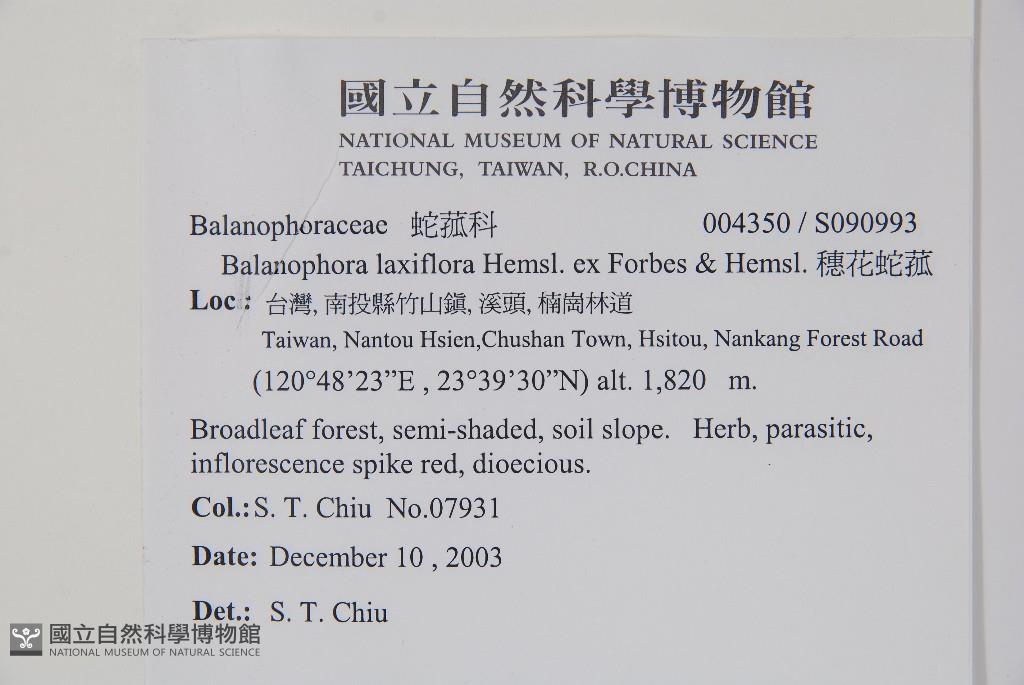 國立自然科學博物館
NATIONAL MUSEUM OF NATURAL SCIENCE
TAICHUNG, TAIWAN, R.O.CHINA
Balanophoraceae 蛇菰科 004350 / S090993
Balanophora laxiflora Hemsl. ex Forbes & Hemsl. 穗花蛇菰
Loc : 台灣, 南投縣竹山鎮, 溪頭, 楠崗林道
Taiwan, Nantou Hsien,Chushan Town, Hsitou, Nankang Forest Road
(120°48’23”E , 23°39’30”N) alt. 1,820 m.
Broadleaf forest, semi-shaded, soil slope. Herb, parasitic,
inflorescence spike red, dioecious.
Col.: S. T. Chiu No.07931
Date: December 10 , 2003
Det.: S. T. Chiu
國立自然科學博物館
NATIONAL MUSEUM OF NATURAL SCIENCE